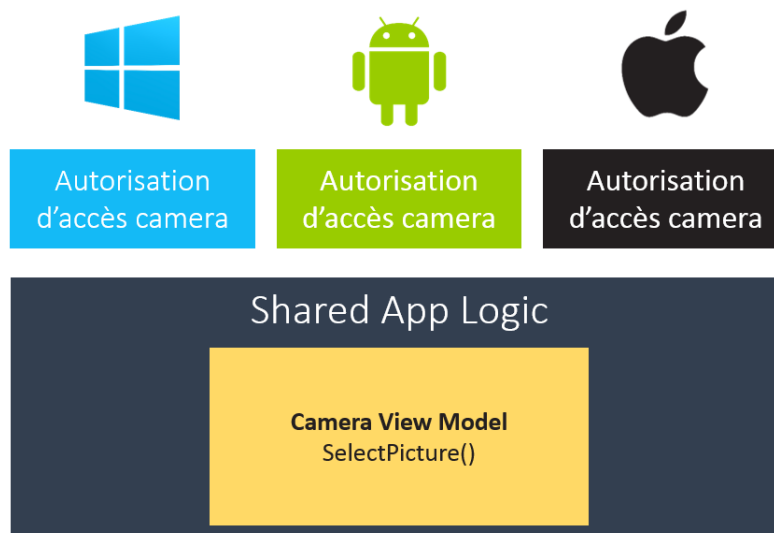 Autorisation
d'accès camera
Autorisation
d'accès camera
Autorisation
d'accès camera
Shared App Logic
Camera View Model
SelectPicture()